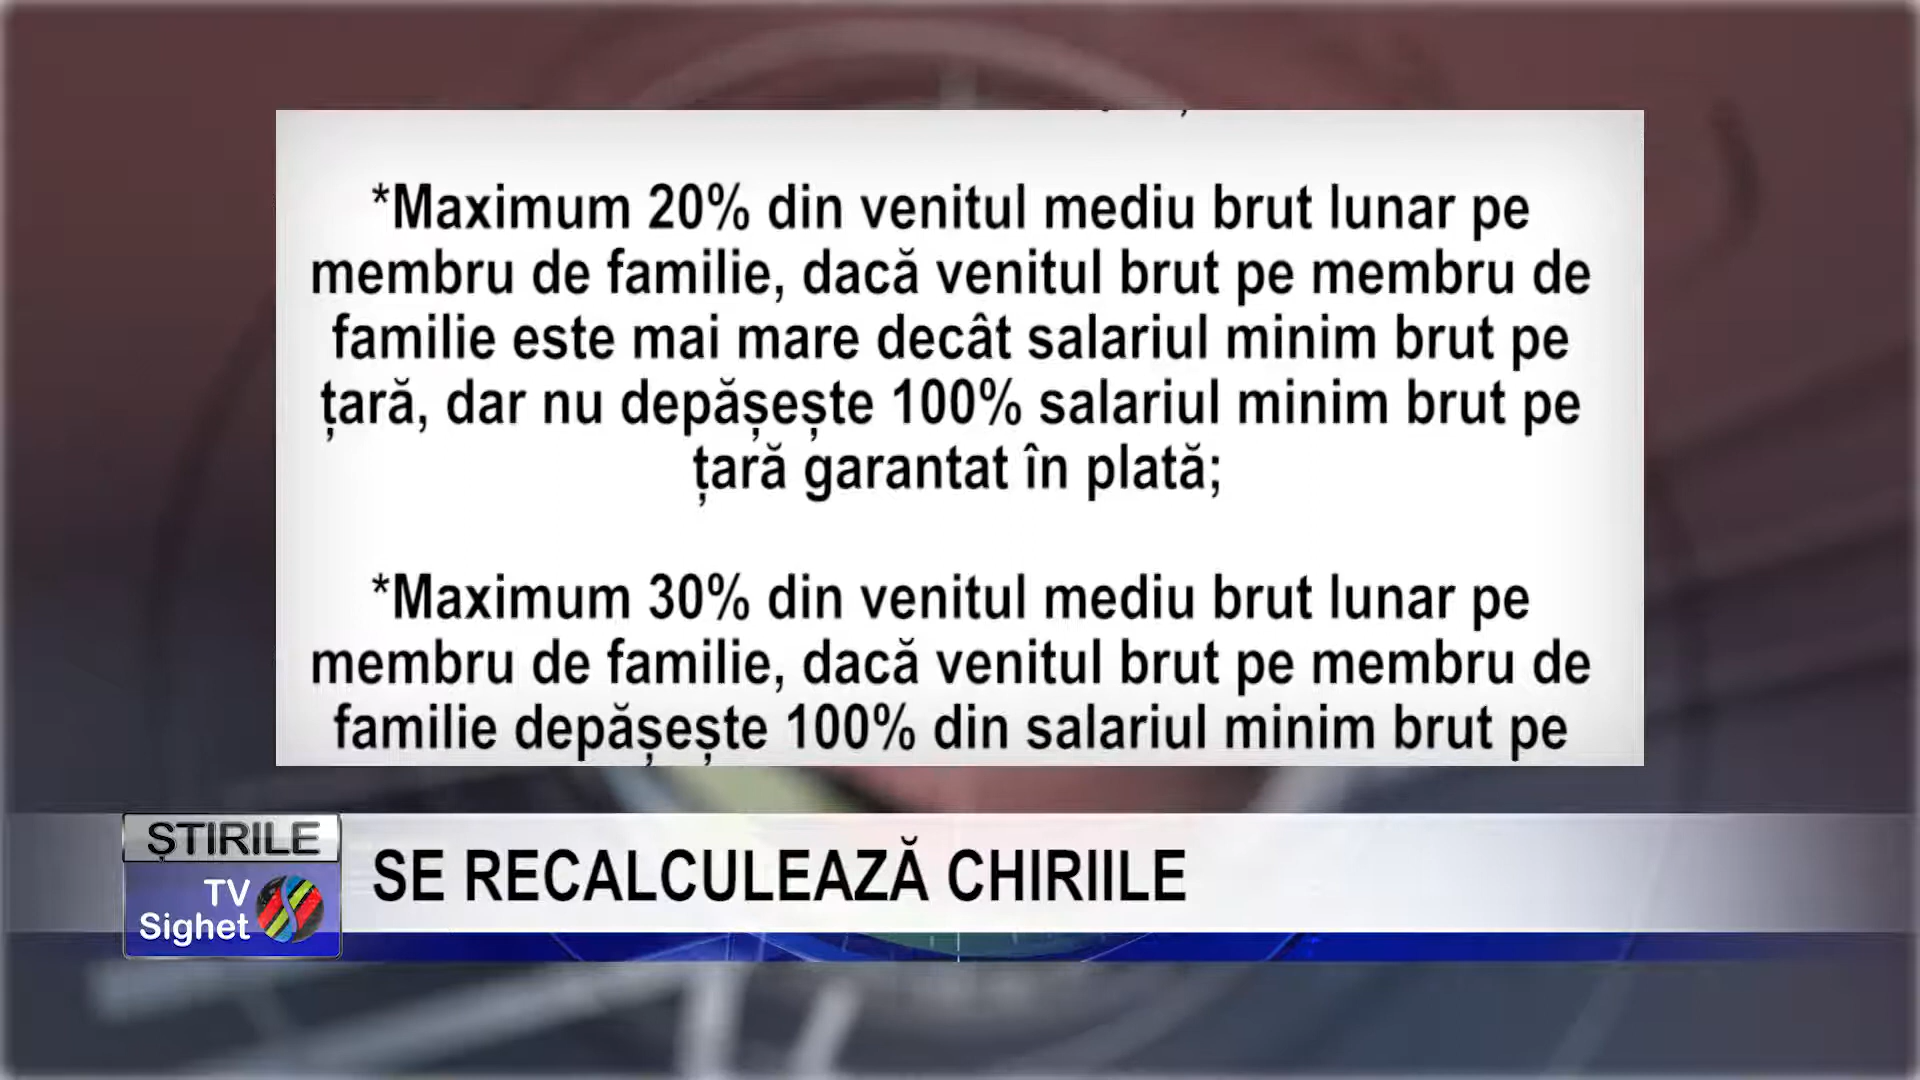 *Maximum 20% din venitul mediu brut lunar pe
membru de familie, dacă venitul brut pe membru de
familie este mai mare decât salariul minim brut pe
țară, dar nu depășește 100% salariul minim brut pe
țară garantat în plată;
*Maximum 30% din venitul mediu brut lunar pe
membru de familie, dacă venitul brut pe membru de
familie depășește 100% din salariul minim brut pe
ȘTIRILE
TV
Sighet
SE RECALCULEAZĂ CHIRIILE